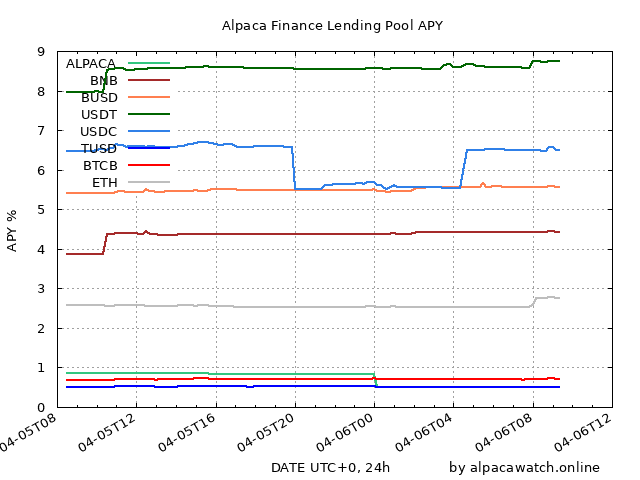 Alpaca Finance Lending Pool APY
9
8
7
6
5
4
3
2
1
0
APY %
ALPACA
BNB
BUSD
USDT
USDC
TUSD
BTCB
ETH
04-05T08
04-05T12
04-05T16
04-05T20
04-06T00
04-06T04
04-06T08
04-06T12
DATE UTC+0, 24h
by alpacawatch.online